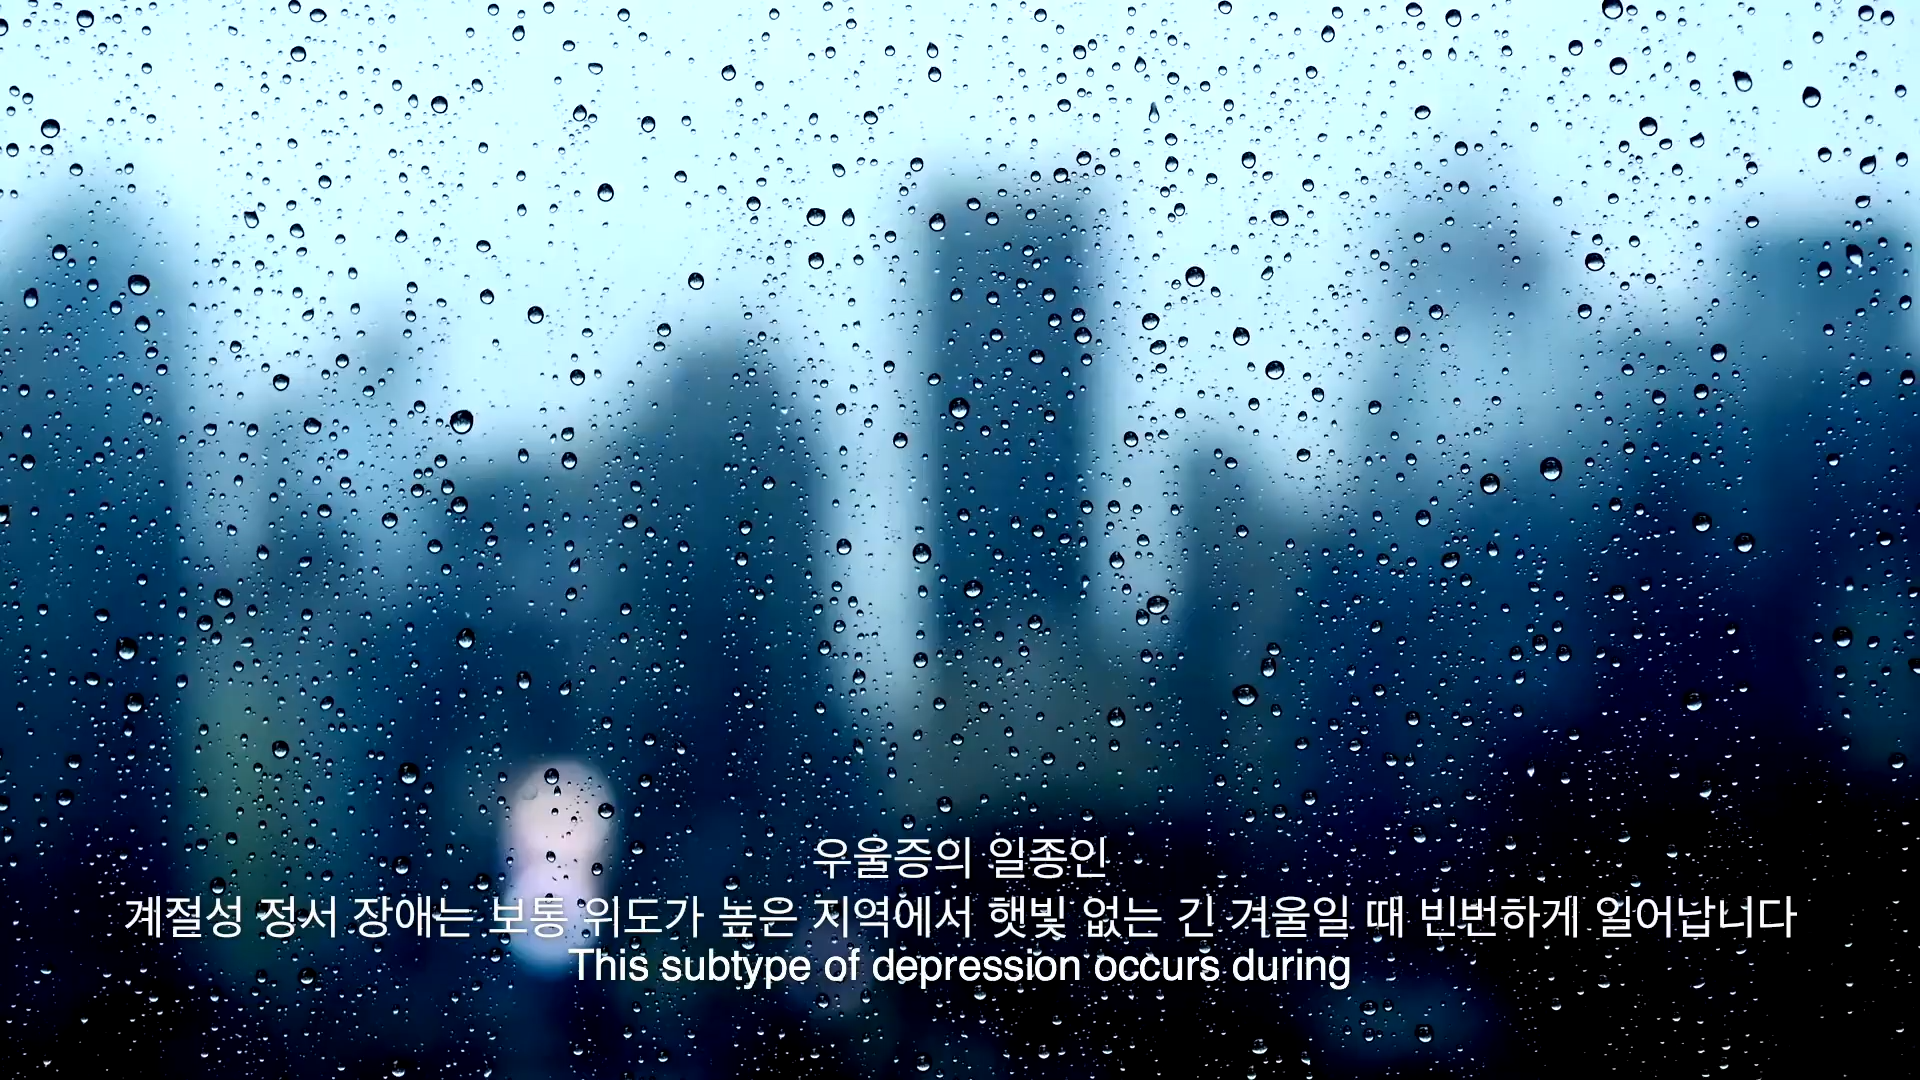 우울증의 일종인
계절성 정서 장애는 보통 위도가 높은 지역에서 햇빛 없는 긴 겨울일 때 빈번하게 일어납니다
This subtype of depression occurs during